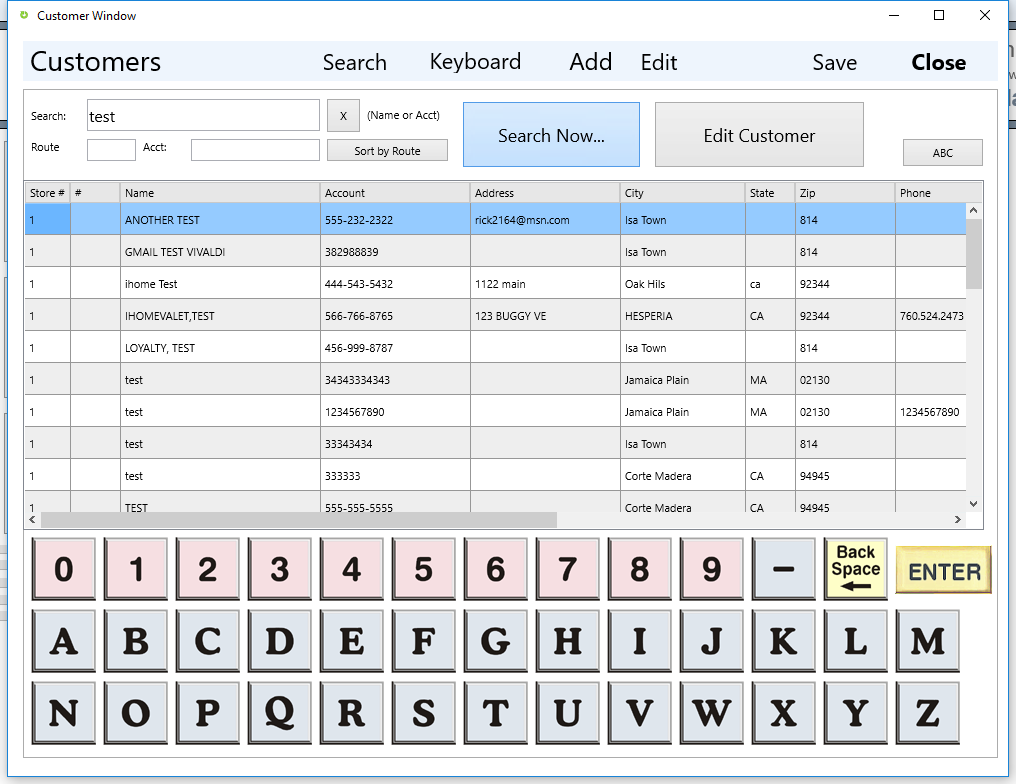 Customer Window
Customers Search Keyboard Add Edit Save Close
Search: test X (Name or Acct) Search Now... Edit Customer
Route Acct: Sort by Route ABC
Store # # Name Account Address City State Zip Phone
1 ANOTHER TEST 555-232-2322 rick2164@msn.com Isa Town 814
1 GMAIL TEST VIVALDI 382988839 Isa Town 814
1 ihome Test 444-543-5432 1122 main Oak Hils ca 92344
1 IHOMEVALET,TEST 566-766-8765 123 BUGGY VE HESPERIA CA 92344 760.524.2473
1 LOYALTY, TEST 456-999-8787 Isa Town 814
1 test 34343334343 Jamaica Plain MA 02130
1 test 1234567890 Jamaica Plain MA 02130 1234567890
1 test 33343434 Isa Town 814
1 test 333333 Corte Madera CA 94945
1 TEST 555-555-5555 Corte Madera CA 94945
0 1 2 3 4 5 6 7 8 9 – Back Space ENTER
A B C D E F G H I J K L M
N O P Q R S T U V W X Y Z